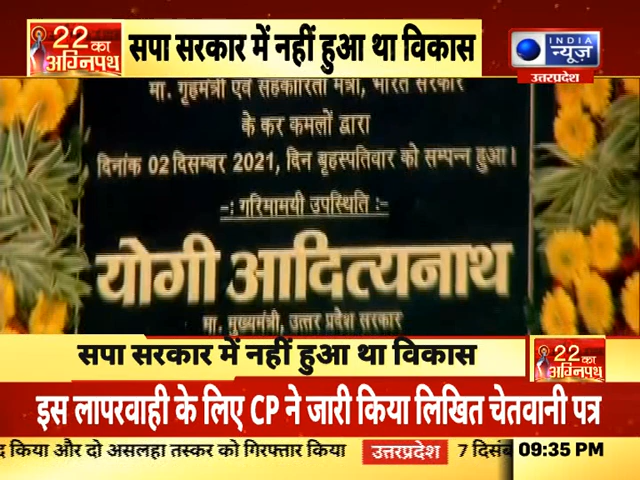 22 का
अग्निपथ
सपा सरकार में नहीं हुआ था विकास
INDIA
न्यूज़
उत्तरप्रदेश
मा. गृहमंत्री एवं सहकारिता मंत्री, भारत सरकार
के कर कमलों द्वारा
दिनांक 02 दिसम्बर 2021, दिन बृहस्पतिवार को सम्पन्न हुआ।
-: गरिमामयी उपस्थिति :-
योगी आदित्यनाथ
मा. मुख्यमंत्री, उत्तर प्रदेश सरकार
सपा सरकार में नहीं हुआ था विकास
22 का
अग्निपथ
इस लापरवाही के लिए CP ने जारी किया लिखित चेतवानी पत्र
किया और दो असलहा तस्कर को गिरफ्तार किया
उत्तरप्रदेश
7
09:35 PM